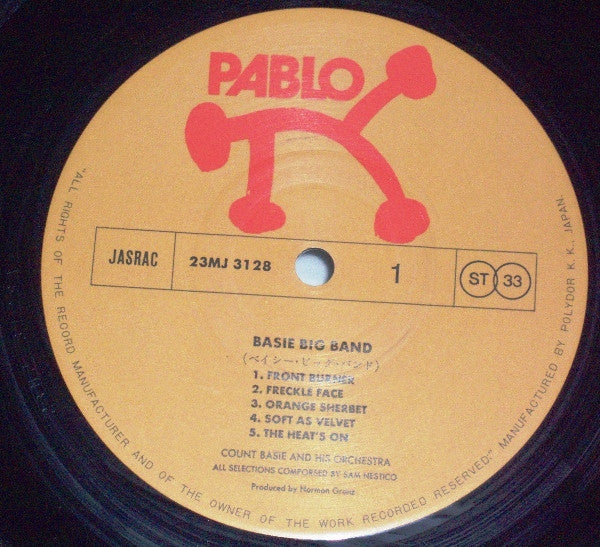 PABLO
JASRAC
23MJ 3128
1
ST 33
BASIE BIG BAND
(ベイシー・ビッグ・バンド)
1. FRONT BURNER
2. FRECKLE FACE
3. ORANGE SHERBET
4. SOFT AS VELVET
5. THE HEAT'S ON
COUNT BASIE AND HIS ORCHESTRA
ALL SELECTIONS COMPORSED BY SAM NESTICO
Produced by Norman Granz
"ALL RIGHTS OF THE RECORD MANUFACTURER AND OF THE OWNER OF THE WORK RECORDED RESERVED." MANUFACTURED BY POLYDOR K. K., JAPAN.